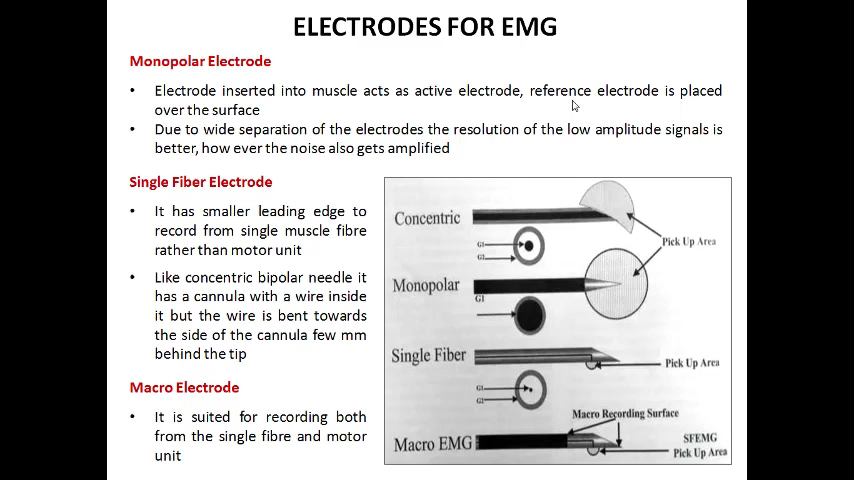 ELECTRODES FOR EMG
Monopolar Electrode
• Electrode inserted into muscle acts as active electrode, reference electrode is placed
over the surface
• Due to wide separation of the electrodes the resolution of the low amplitude signals is
better, how ever the noise also gets amplified
Single Fiber Electrode
• It has smaller leading edge to
record from single muscle fibre
rather than motor unit
• Like concentric bipolar needle it
has a cannula with a wire inside
it but the wire is bent towards
the side of the cannula few mm
behind the tip
Macro Electrode
• It is suited for recording both
from the single fibre and motor
unit
Concentric
G1
G2
Pick Up Area
Monopolar
G1
Single Fiber
Pick Up Area
G1
G2
Macro Recording Surface
Macro EMG
SFEMG
Pick Up Area